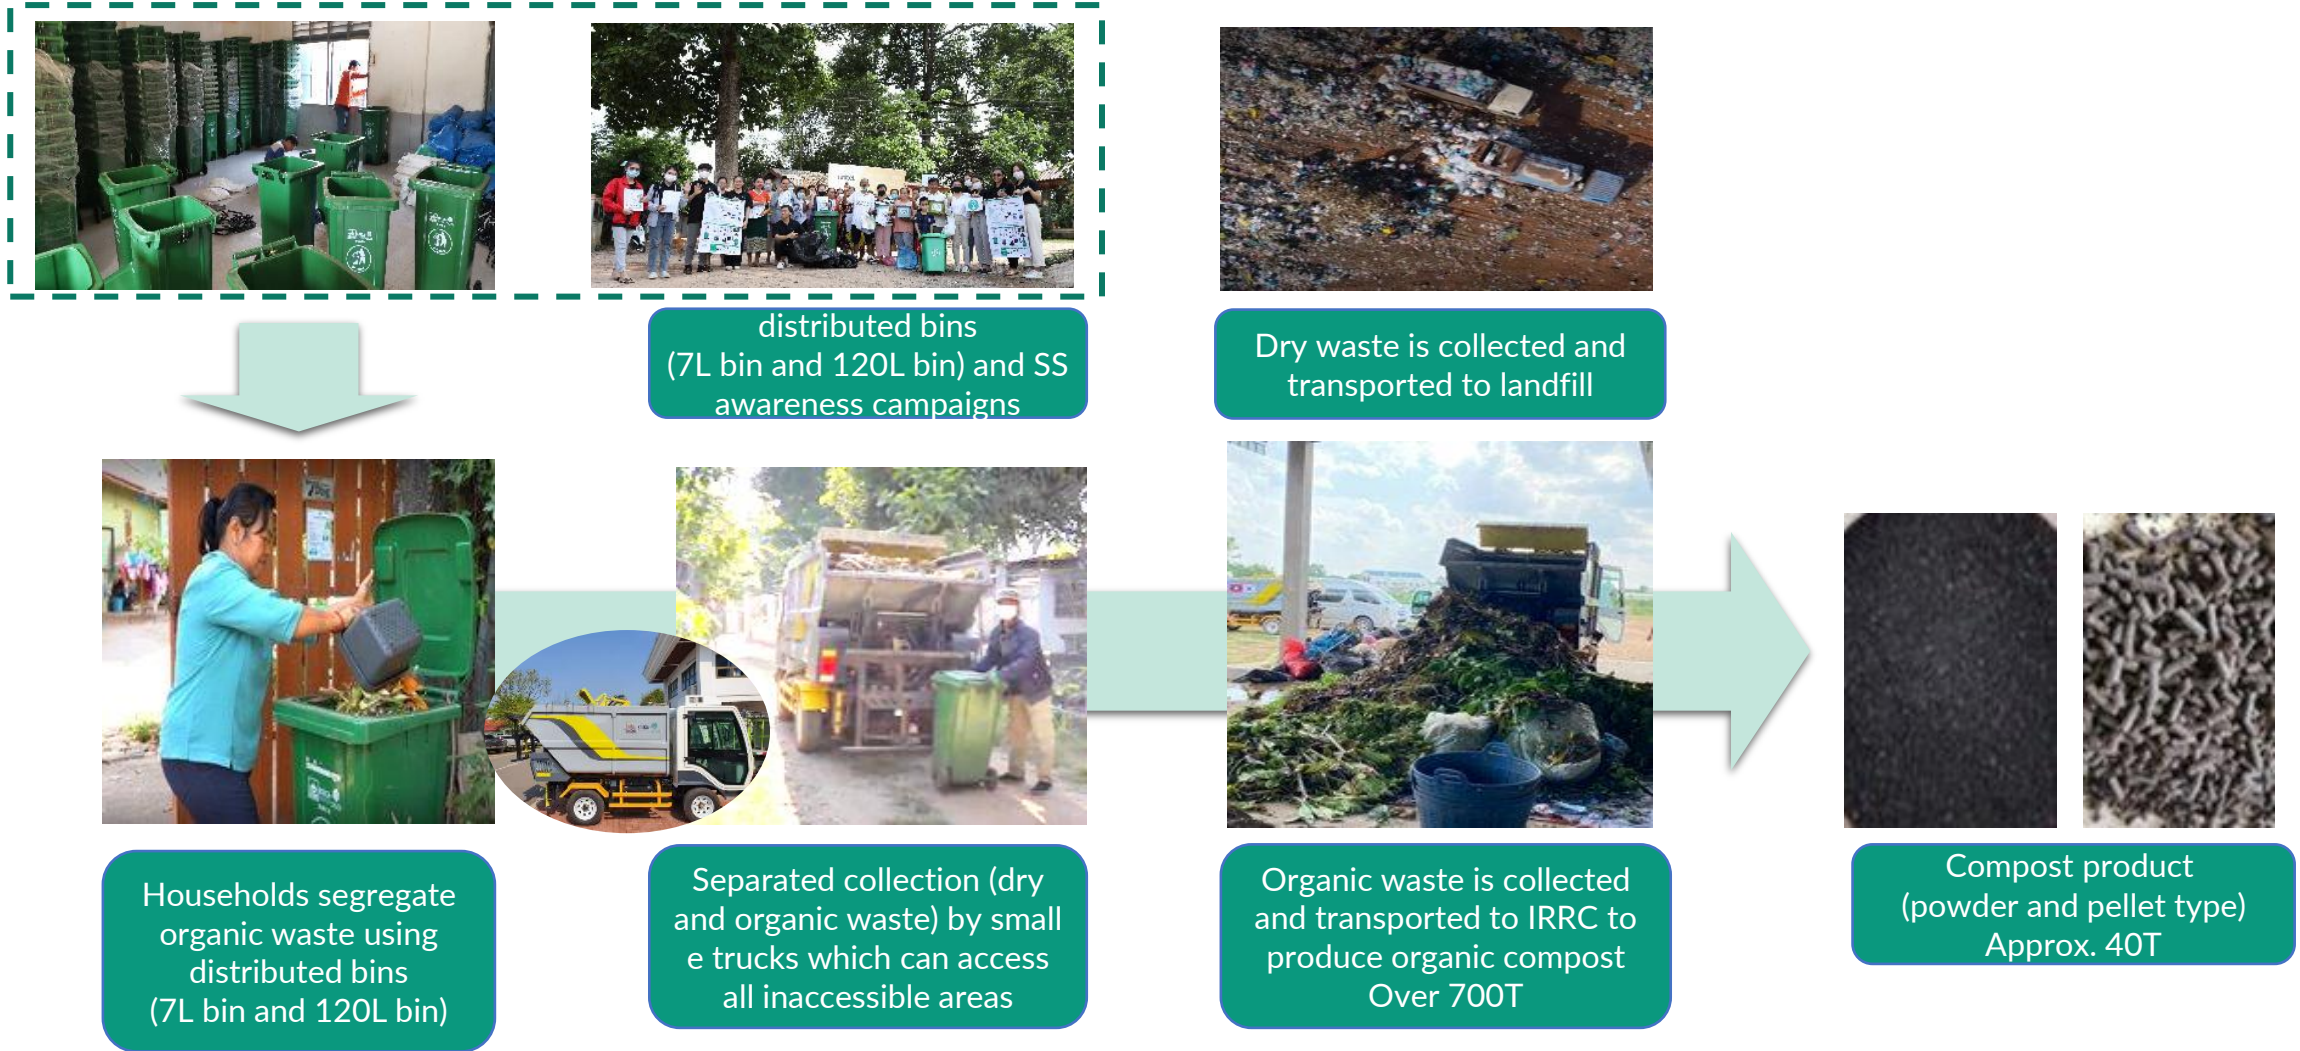 distributed bins
(7L bin and 120L bin) and SS
awareness campaigns
Dry waste is collected and
transported to landfill
Households segregate
organic waste using
distributed bins
(7L bin and 120L bin)
Separated collection (dry
and organic waste) by small
e trucks which can access
all inaccessible areas
Organic waste is collected
and transported to IRRC to
produce organic compost
Over 700T
Compost product
(powder and pellet type)
Approx. 40T